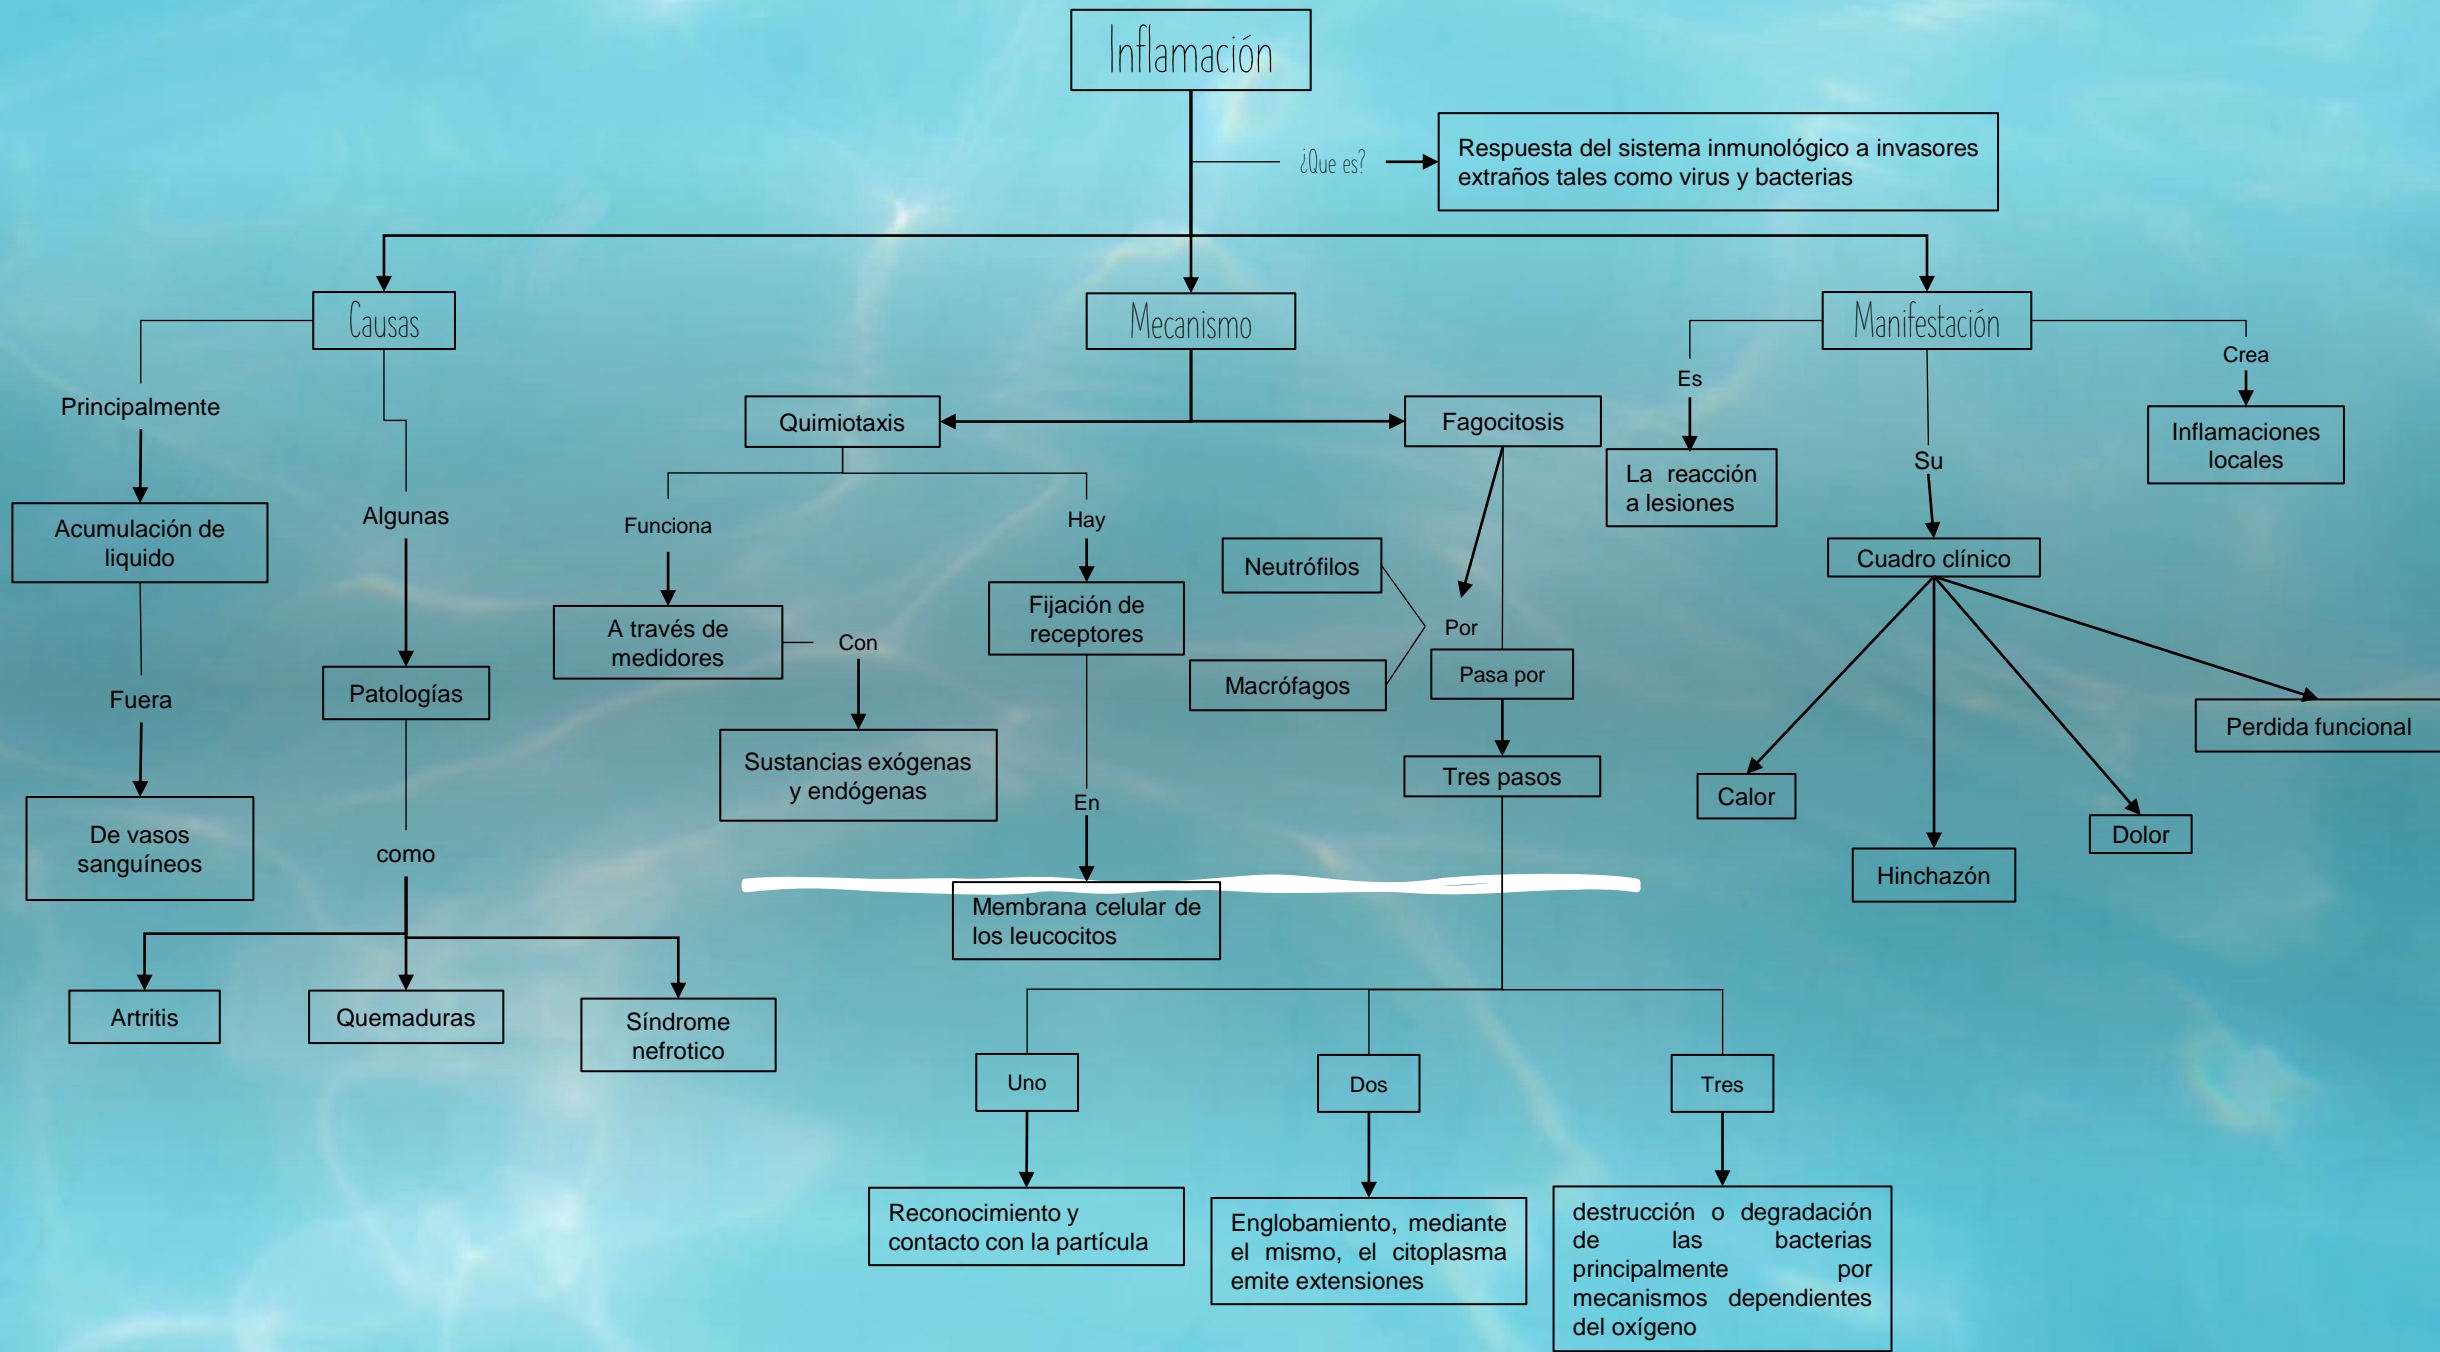 Inflamación
¿Que es?
Respuesta del sistema inmunológico a invasores
extraños tales como virus y bacterias
Causas
Mecanismo
Manifestación
Principalmente
Acumulación de
liquido
Fuera
De vasos
sanguíneos
Algunas
Patologías
como
Artritis
Quemaduras
Síndrome
nefrotico
Quimiotaxis
Funciona
A través de
medidores
Con
Sustancias exógenas
y endógenas
Hay
Fijación de
receptores
En
Membrana celular de
los leucocitos
Fagocitosis
Por
Neutrófilos
Macrófagos
Pasa por
Tres pasos
Uno
Reconocimiento y
contacto con la partícula
Dos
Englobamiento, mediante
el mismo, el citoplasma
emite extensiones
Tres
destrucción o degradación
de las bacterias
principalmente por
mecanismos dependientes
del oxígeno
Es
La reacción
a lesiones
Su
Cuadro clínico
Calor
Hinchazón
Dolor
Perdida funcional
Crea
Inflamaciones
locales